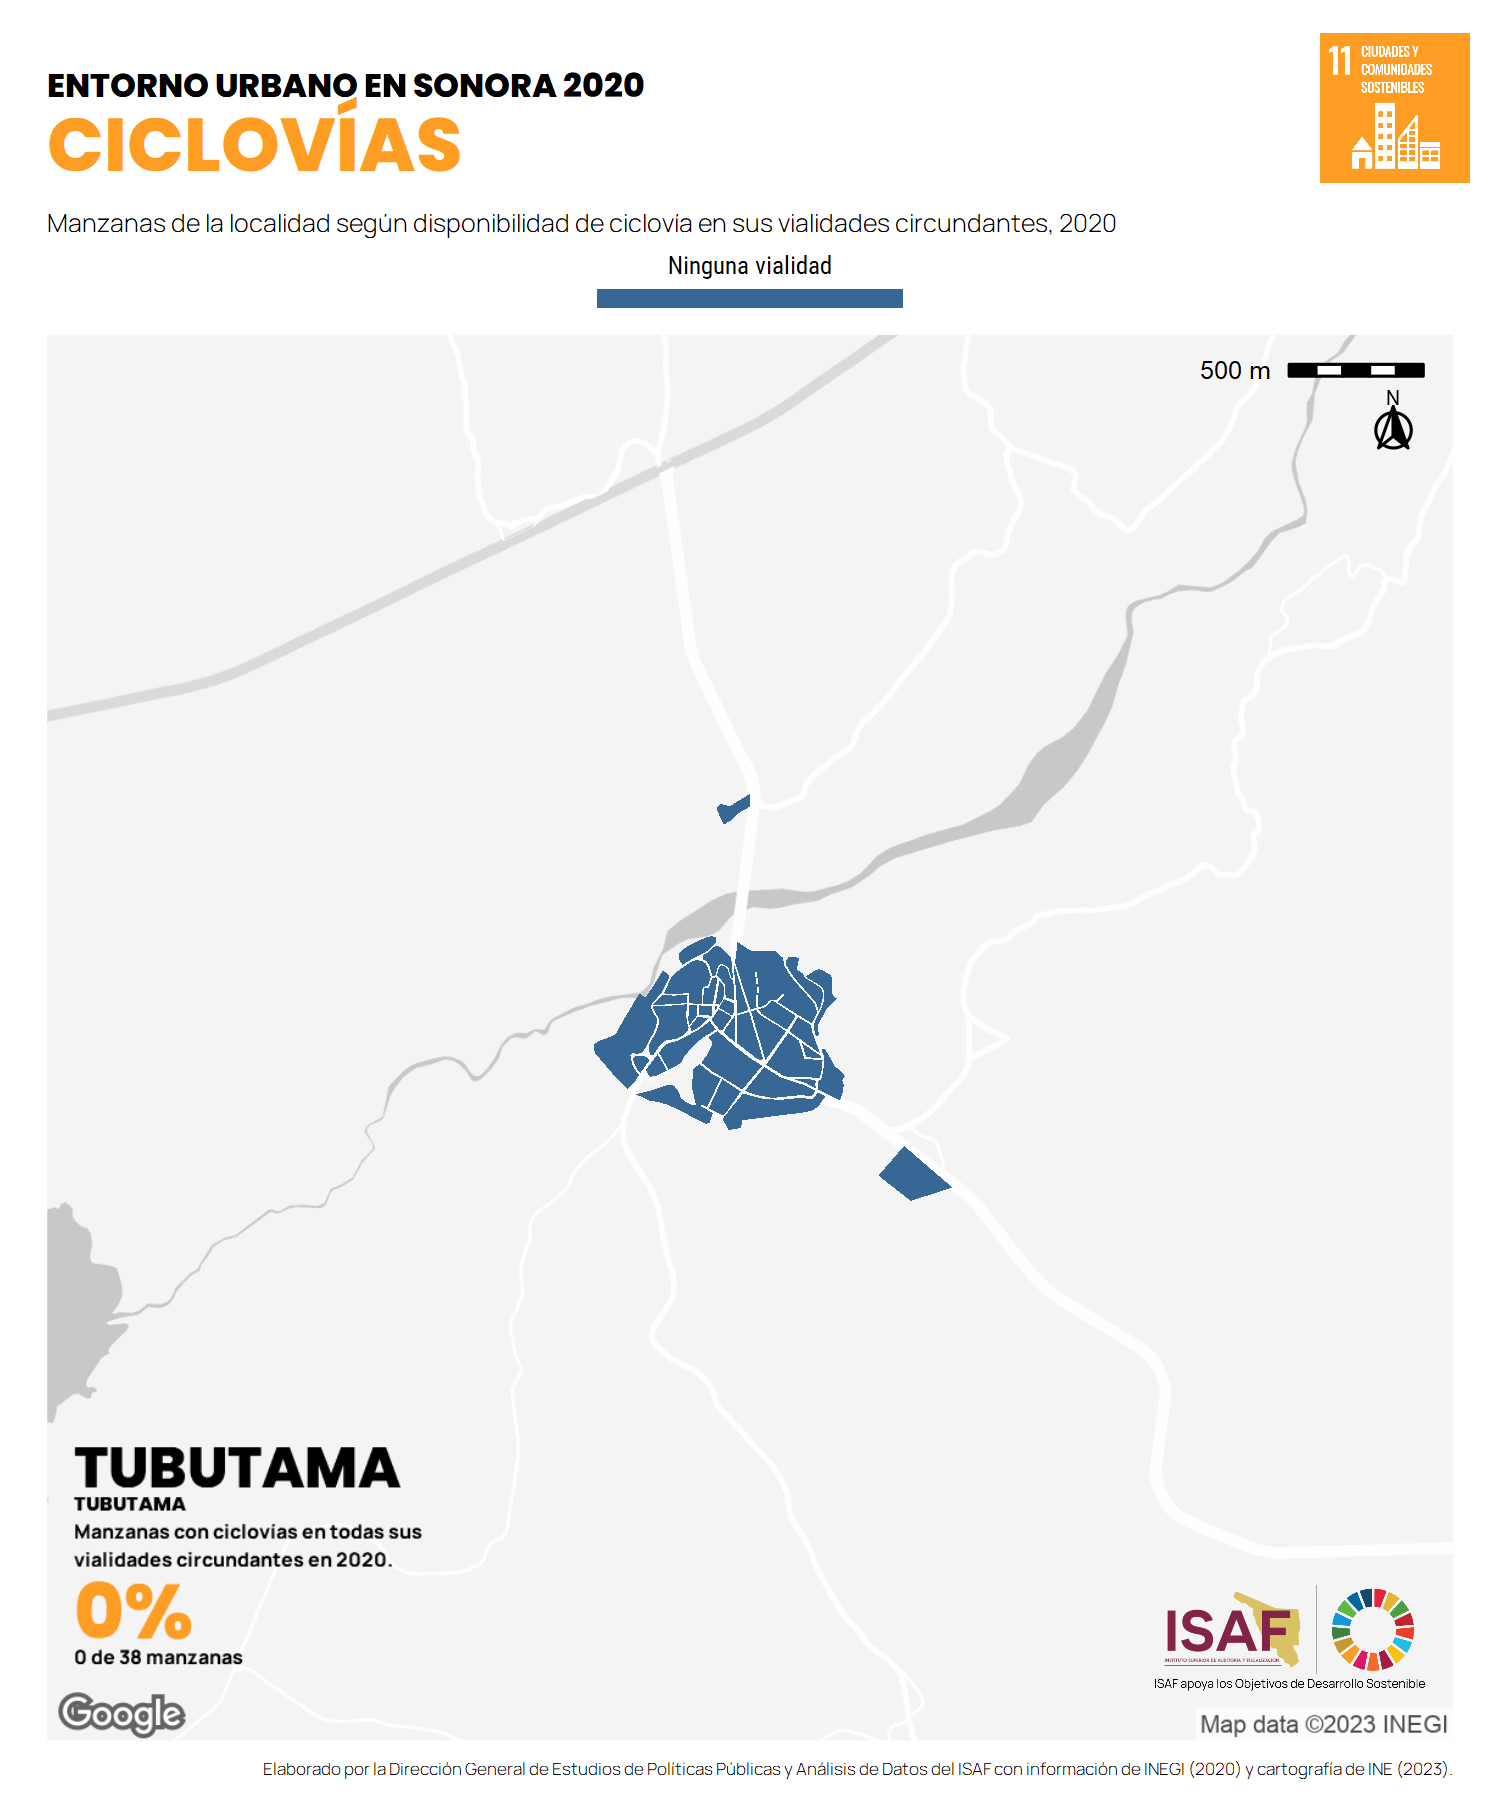 ENTORNO URBANO EN SONORA 2020
CICLOVÍAS
11 CIUDADES Y
COMUNIDADES
SOSTENIBLES
Manzanas de la localidad según disponibilidad de ciclovía en sus vialidades circundantes, 2020
Ninguna vialidad
500 m
N
TUBUTAMA
TUBUTAMA
Manzanas con ciclovias en todas sus
vialidades circundantes en 2020.
0%
0 de 38 manzanas
Google
ISAF
INSTITUTO SUPERIOR DE AUDITORÍA Y FISCALIZACIÓN
ISAF apoya los Objetivos de Desarrollo Sostenible
Map data ©2023 INEGI
Elaborado por la Dirección General de Estudios de Políticas Públicas y Análisis de Datos del ISAF con información de INEGI (2020) y cartografía de INE (2023).